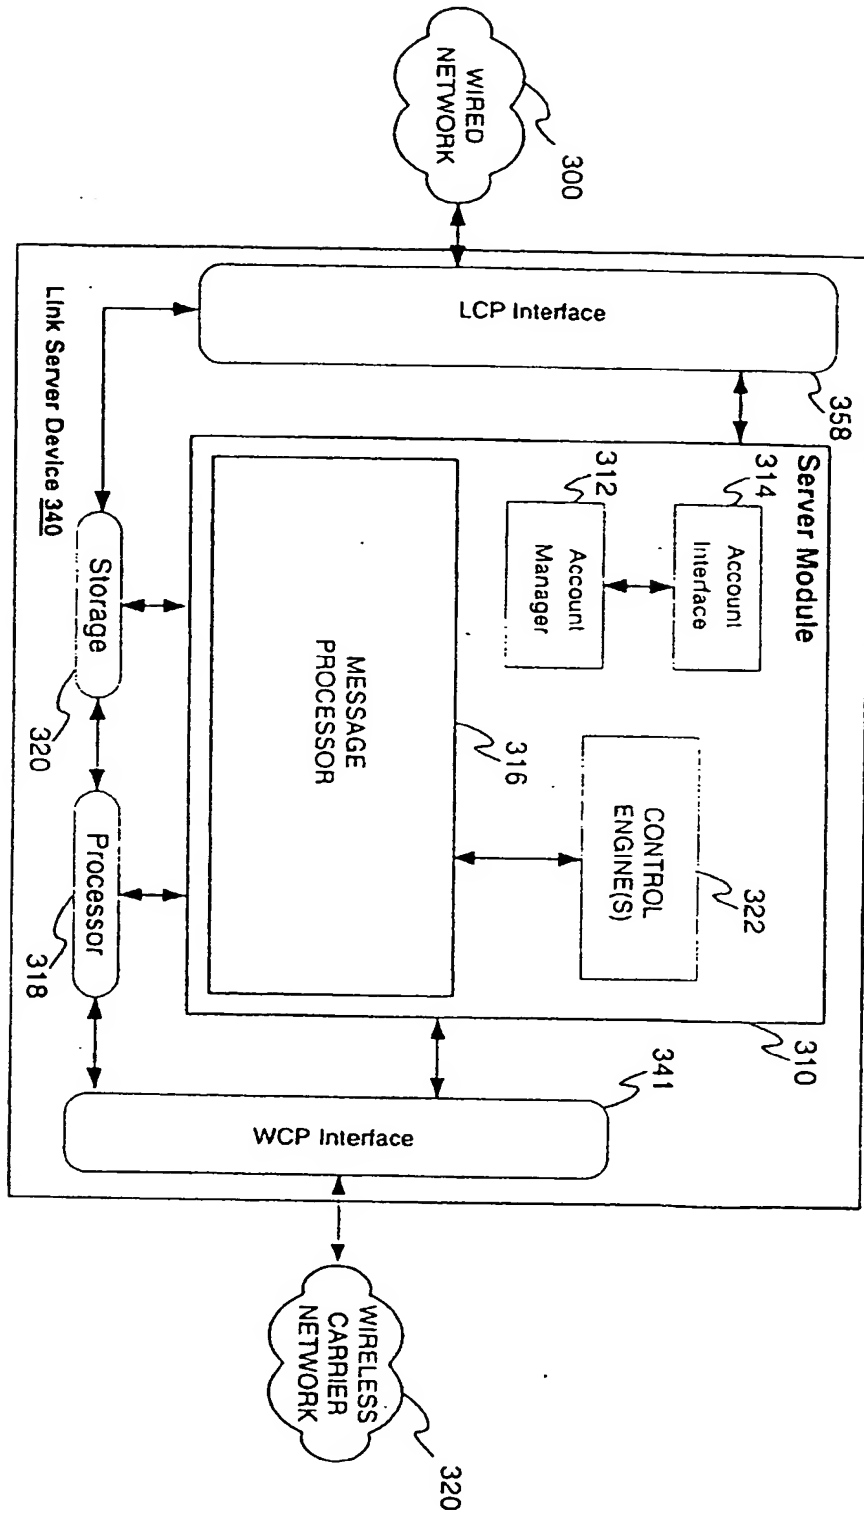 WIRED
NETWORK
300
LCP Interface
358
Server Module
314
Account
Interface
312
Account
Manager
CONTROL
ENGINE(S)
322
316
MESSAGE
PROCESSOR
310
341
WCP Interface
Storage
320
Processor
318
Link Server Device 340
WIRELESS
CARRIER
NETWORK
320